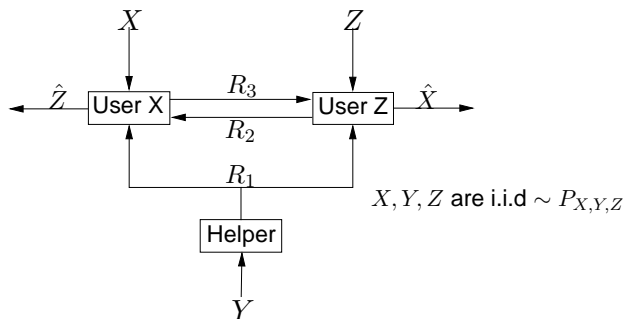 X Z
Ẑ User X R₃ User Z X̂
R₂
R₁
X, Y, Z are i.i.d ∼ P_{X,Y,Z}
Helper
Y